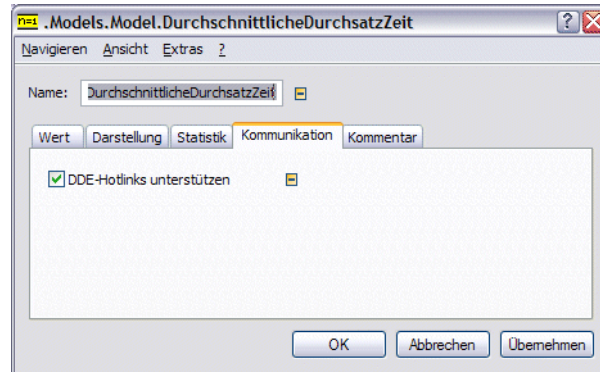 n=1 .Models.Model.DurchschnittlicheDurchsatzZeit ?
Navigieren Ansicht Extras ?
Name: DurchschnittlicheDurchsatzZeit
Wert Darstellung Statistik Kommunikation Kommentar
DDE-Hotlinks unterstützen
OK Abbrechen Übernehmen